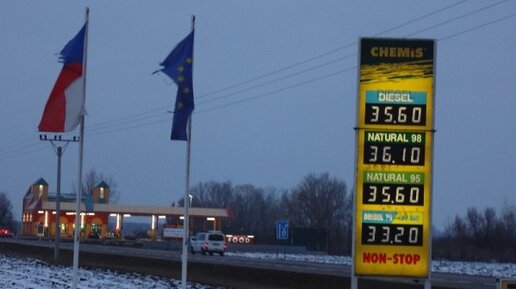 CHEMIS
DIESEL
35.60
NATURAL 98
36.10
NATURAL 95
35.60
DIESEL
33.20
NON-STOP